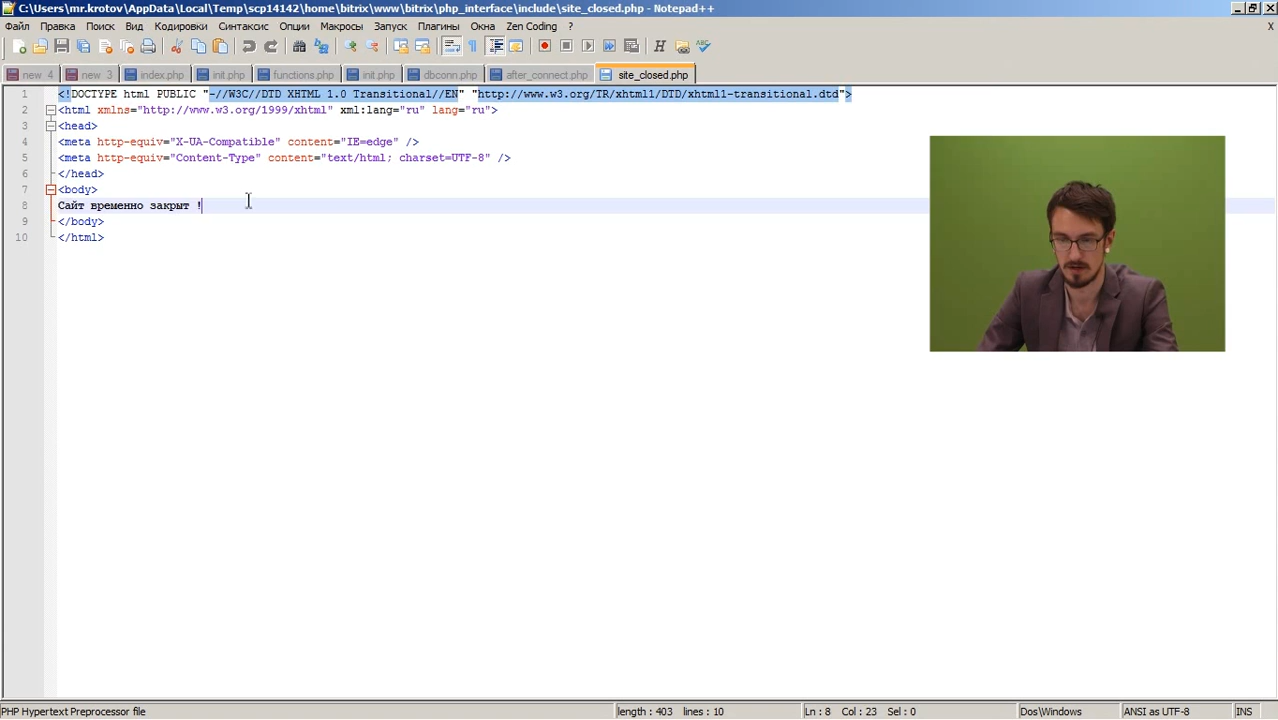 C:\Users\mr.krotov\AppData\Local\Temp\scp14142\home\bitrix\www\bitrix\php_interface\include\site_closed.php - Notepad++
Файл Правка Поиск Вид Кодировки Синтаксис Опции Макросы Запуск Плагины Окна Zen Coding ? X
new 4 new 3 index.php init.php functions.php init.php dbconn.php after_connect.php site_closed.php
1 <!DOCTYPE html PUBLIC "-//W3C//DTD XHTML 1.0 Transitional//EN" "http://www.w3.org/TR/xhtml1/DTD/xhtml1-transitional.dtd">
2 <html xmlns="http://www.w3.org/1999/xhtml" xml:lang="ru" lang="ru">
3 <head>
4 <meta http-equiv="X-UA-Compatible" content="IE=edge" />
5 <meta http-equiv="Content-Type" content="text/html; charset=UTF-8" />
6 </head>
7 <body>
8 Сайт временно закрыт !
9 </body>
10 </html>
PHP Hypertext Preprocessor file length : 403 lines : 10 Ln : 8 Col : 23 Sel : 0 Dos\Windows ANSI as UTF-8 INS